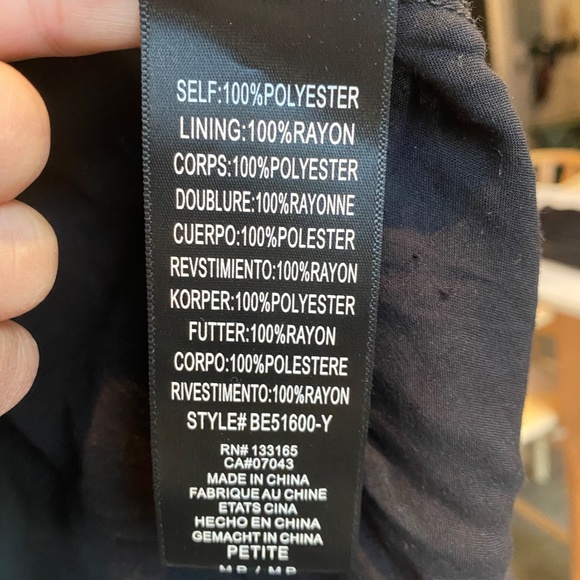 SELF:100%POLYESTER
LINING:100%RAYON
CORPS:100%POLYESTER
DOUBLURE:100%RAYONNE
CUERPO:100%POLESTER
REVSTIMIENTO:100%RAYON
KORPER:100%POLYESTER
FUTTER:100%RAYON
CORPO:100%POLESTERE
RIVESTIMENTO:100%RAYON
STYLE# BE51600-Y
RN# 133165
CA#07043
MADE IN CHINA
FABRIQUE AU CHINE
ETATS CINA
HECHO EN CHINA
GEMACHT IN CHINA
PETITE